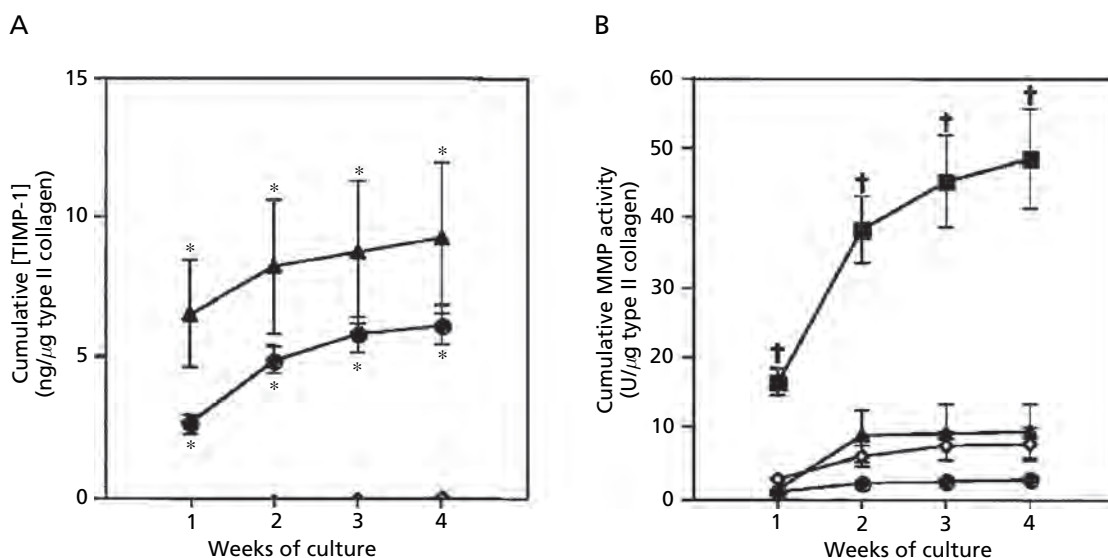 A
15
10
5
0
Cumulative [TIMP-1]
(ng/µg type II collagen)
*
*
*
*
*
*
*
*
1 2 3 4
Weeks of culture
B
60
50
40
30
20
10
0
Cumulative MMP activity
(U/µg type II collagen)
†
†
†
†
1 2 3 4
Weeks of culture